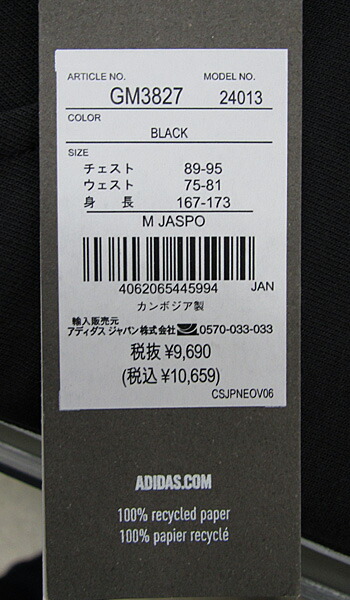 ARTICLE NO. MODEL NO.
GM3827 24013
COLOR
BLACK
SIZE
チェスト 89-95
ウェスト 75-81
身 長 167-173
M JASPO
4062065445994 JAN
カンボジア製
輸入販売元
アディダス ジャパン株式会社 0570-033-033
税抜 ¥9,690
(税込 ¥10,659)
CSJPNEOV06
ADIDAS.COM
100% recycled paper
100% papier recyclé